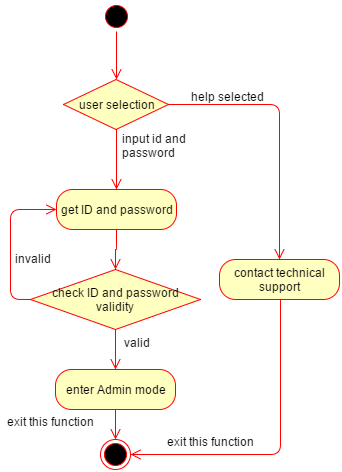 user selection
help selected
input id and
password
get ID and password
invalid
contact technical
support
check ID and password
validity
valid
enter Admin mode
exit this function
exit this function